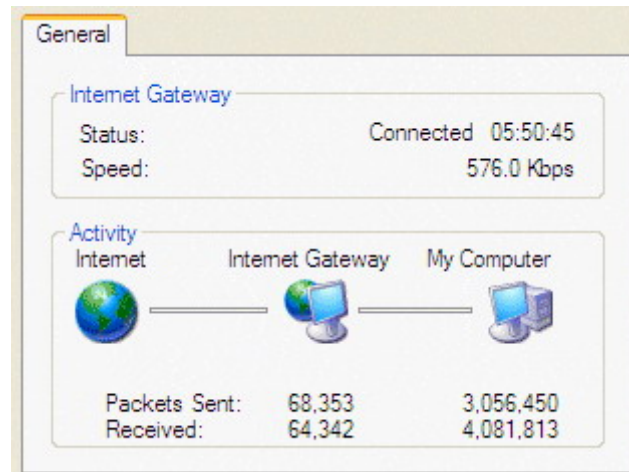 General
Internet Gateway
Status: Connected 05:50:45
Speed: 576.0 Kbps
Activity
Internet Internet Gateway My Computer
Packets Sent: 68,353 3,056,450
Received: 64,342 4,081,813